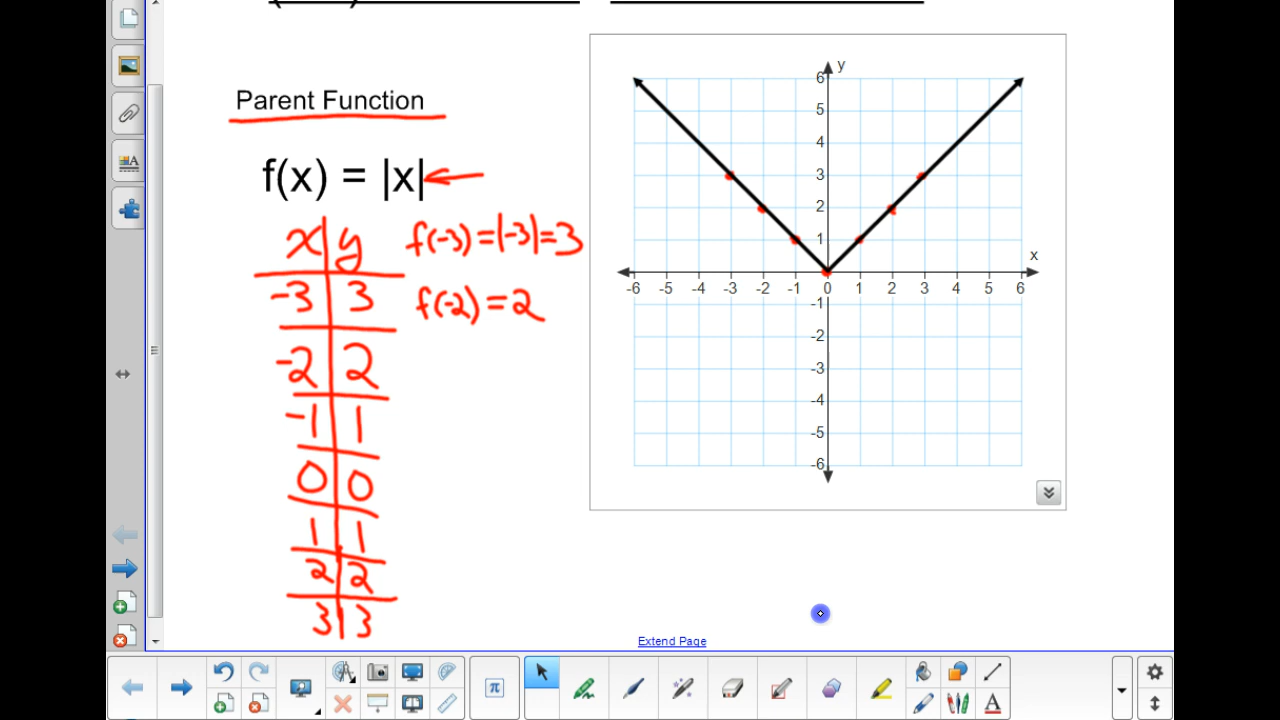 Parent Function
f(x) = |x|
x y
-3 3
-2 2
-1 1
0 0
1 1
2 2
3 3
f(-3) = |-3| = 3
f(-2) = 2
y
6
5
4
3
2
1
x
-6 -5 -4 -3 -2 -1 0 1 2 3 4 5 6
-1
-2
-3
-4
-5
-6
Extend Page
π
A